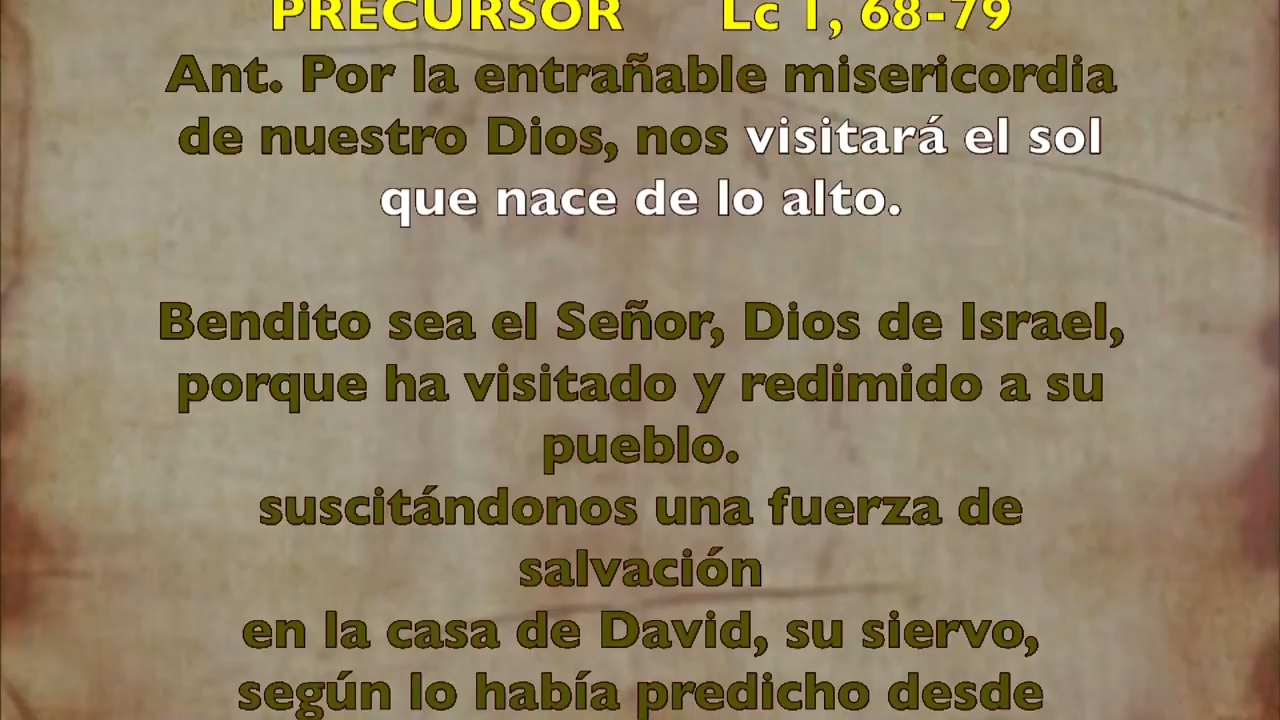 PRECURSOR Lc 1, 68-79
Ant. Por la entrañable misericordia
de nuestro Dios, nos visitará el sol
que nace de lo alto.
Bendito sea el Señor, Dios de Israel,
porque ha visitado y redimido a su
pueblo.
suscitándonos una fuerza de
salvación
en la casa de David, su siervo,
según lo había predicho desde